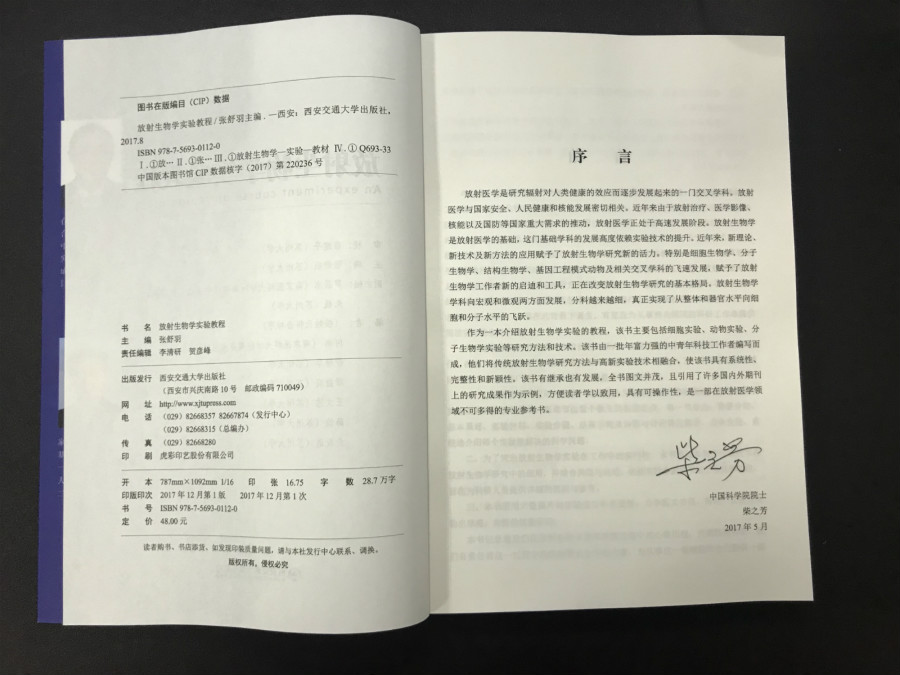 图书在版编目（CIP）数据
放射生物学实验教程/张舒羽主编．—西安：西安交通大学出版社，
2017.8
ISBN 978-7-5693-0112-0
Ⅰ．①放… Ⅱ．①张… Ⅲ．①放射生物学—实验—教材 Ⅳ．①Q693-33
中国版本图书馆 CIP 数据核字（2017）第 220236 号
书 名 放射生物学实验教程
主 编 张舒羽
责任编辑 李清妍 贺彦峰
出版发行 西安交通大学出版社
（西安市兴庆南路 10 号 邮政编码 710049）
网 址 http://www.xjtupress.com
电 话 （029）82668357 82667874（发行中心）
（029）82668315（总编办）
传 真 （029）82668280
印 刷 虎彩印艺股份有限公司
开 本 787mm×1092mm 1/16 印 张 16.75 字 数 28.7 万字
印版印次 2017 年 12 月第 1 版 2017 年 12 月第 1 次
书 号 ISBN 978-7-5693-0112-0
定 价 48.00 元
读者购书、书店添货、如发现印装质量问题，请与本社发行中心联系、调换。
版权所有，侵权必究
序 言
放射医学是研究辐射对人类健康的效应而逐步发展起来的一门交叉学科。放射
医学与国家安全、人民健康和核能发展密切相关。近年来由于放射治疗、医学影像、
核能以及国防等国家重大需求的推动，放射医学正处于高速发展阶段。放射生物学
是放射医学的基础，这门基础学科的发展高度依赖实验技术的提升。近年来，新理论、
新技术及新方法的应用赋予了放射生物学研究新的活力。特别是细胞生物学、分子
生物学、结构生物学、基因工程模式动物及相关交叉学科的飞速发展，赋予了放射
生物学工作者新的启迪和工具，正在改变放射生物学研究的基本格局。放射生物学
学科向宏观和微观两方面发展，分科越来越细，真正实现了从整体和器官水平向细
胞和分子水平的飞跃。
作为一本介绍放射生物学实验的教程，该书主要包括细胞实验、动物实验、分
子生物学实验等研究方法和技术。该书由一批年富力强的中青年科技工作者编写而
成，他们将传统放射生物学研究方法与高新实验技术相融合，使该书具有系统性、
完整性和新颖性。该书有继承也有发展，全书图文并茂，且引用了许多国内外期刊
上的研究成果作为示例，方便读者学以致用，具有可操作性，是一部在放射医学领
域不可多得的专业参考书。
柴之芳
中国科学院院士
柴之芳
2017 年 5 月